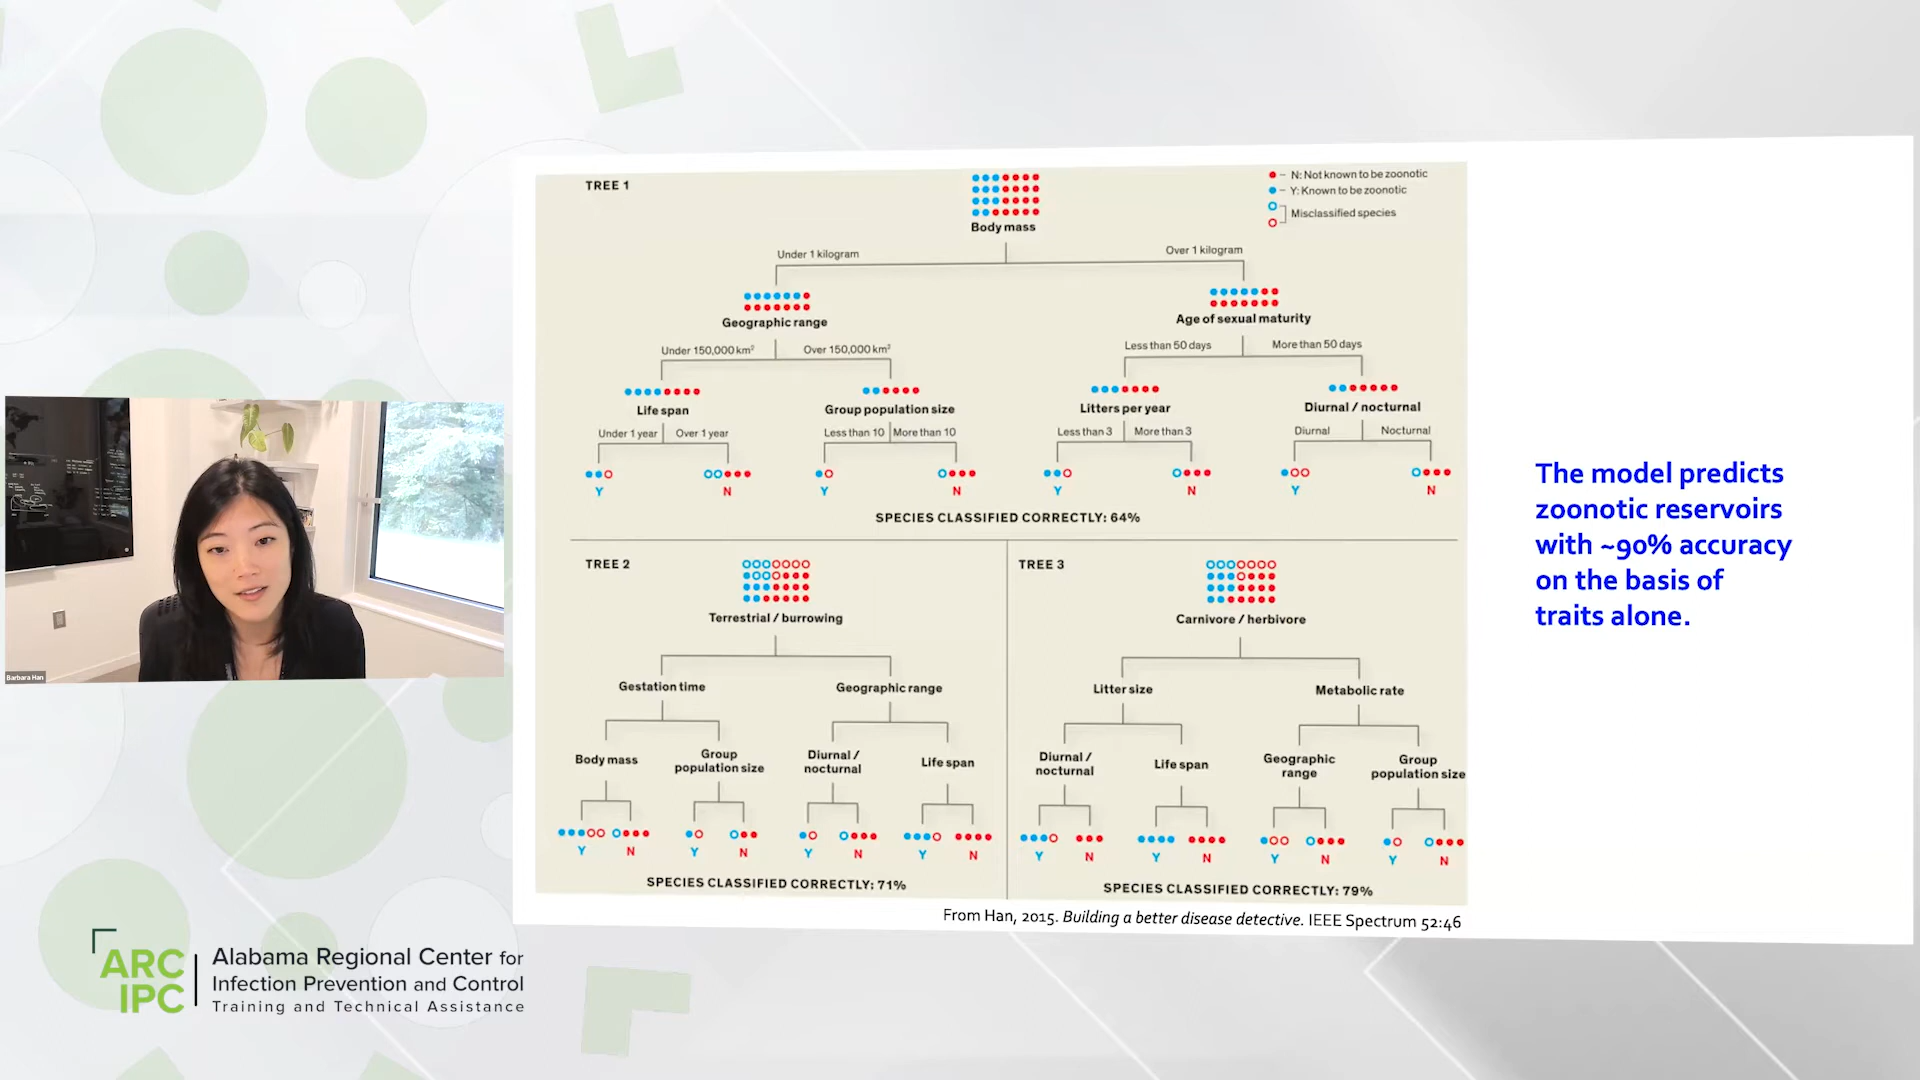 TREE 1
N: Not known to be zoonotic
Y: Known to be zoonotic
Misclassified species
Body mass
Under 1 kilogram
Over 1 kilogram
Geographic range
Age of sexual maturity
Under 150,000 km²
Over 150,000 km²
Less than 50 days
More than 50 days
Life span
Group population size
Litters per year
Diurnal / nocturnal
Under 1 year
Over 1 year
Less than 10
More than 10
Less than 3
More than 3
Diurnal
Nocturnal
Y N Y N Y N Y N
SPECIES CLASSIFIED CORRECTLY: 64%
TREE 2
Terrestrial / burrowing
Gestation time
Geographic range
Body mass
Group
population size
Diurnal /
nocturnal
Life span
Y N Y N Y N Y N
SPECIES CLASSIFIED CORRECTLY: 71%
TREE 3
Carnivore / herbivore
Litter size
Metabolic rate
Diurnal /
nocturnal
Life span
Geographic
range
Group
population size
Y N Y N Y N Y N
SPECIES CLASSIFIED CORRECTLY: 79%
From Han, 2015. Building a better disease detective. IEEE Spectrum 52:46
The model predicts
zoonotic reservoirs
with ~90% accuracy
on the basis of
traits alone.
Barbara Han
ARC
IPC
Alabama Regional Center for
Infection Prevention and Control
Training and Technical Assistance